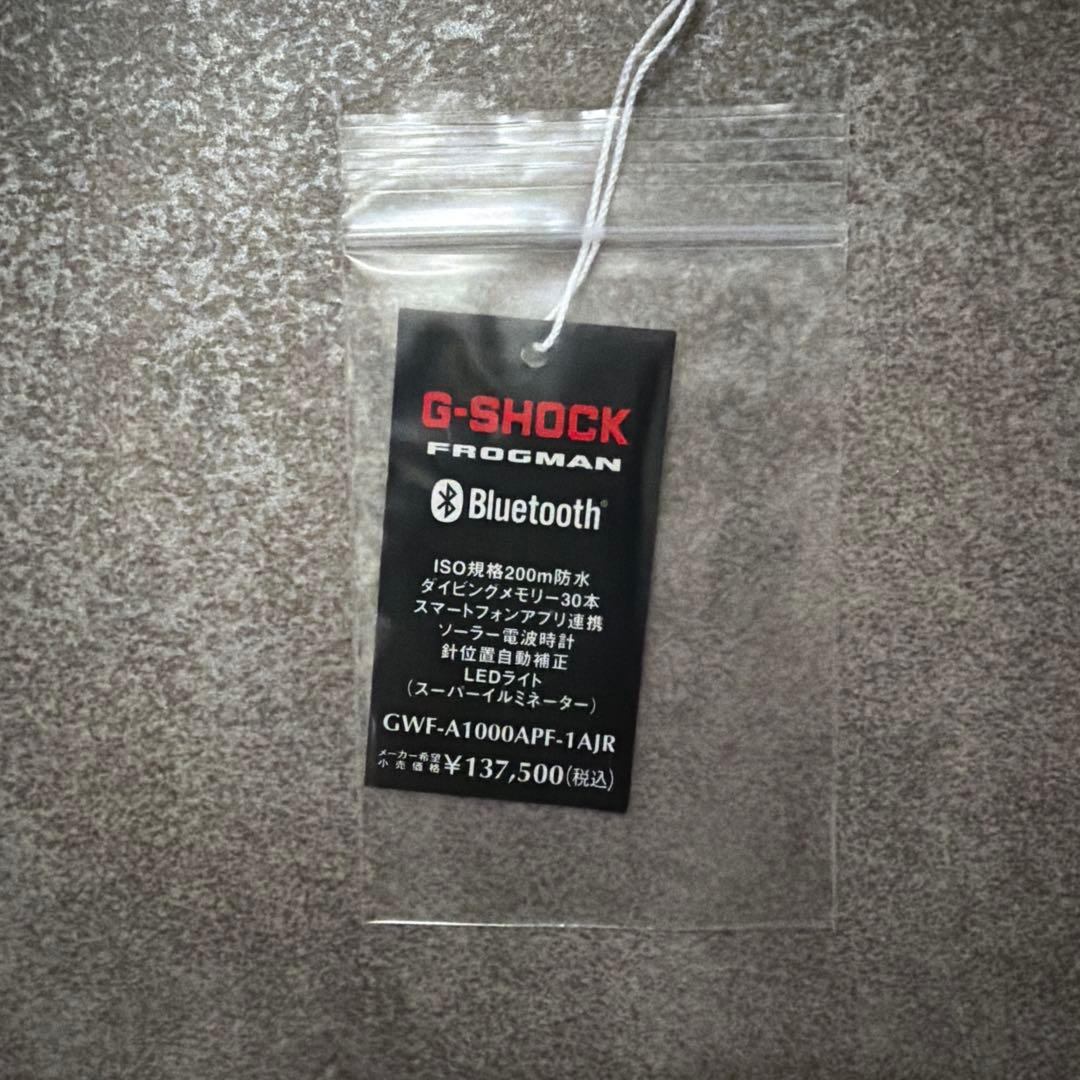 G-SHOCK
FROGMAN
Bluetooth®
ISO規格200m防水
ダイビングメモリー30本
スマートフォンアプリ連携
ソーラー電波時計
針位置自動補正
LEDライト
(スーパーイルミネーター)
GWF-A1000APF-1AJR
メーカー希望
小売価格 ¥137,500(税込)